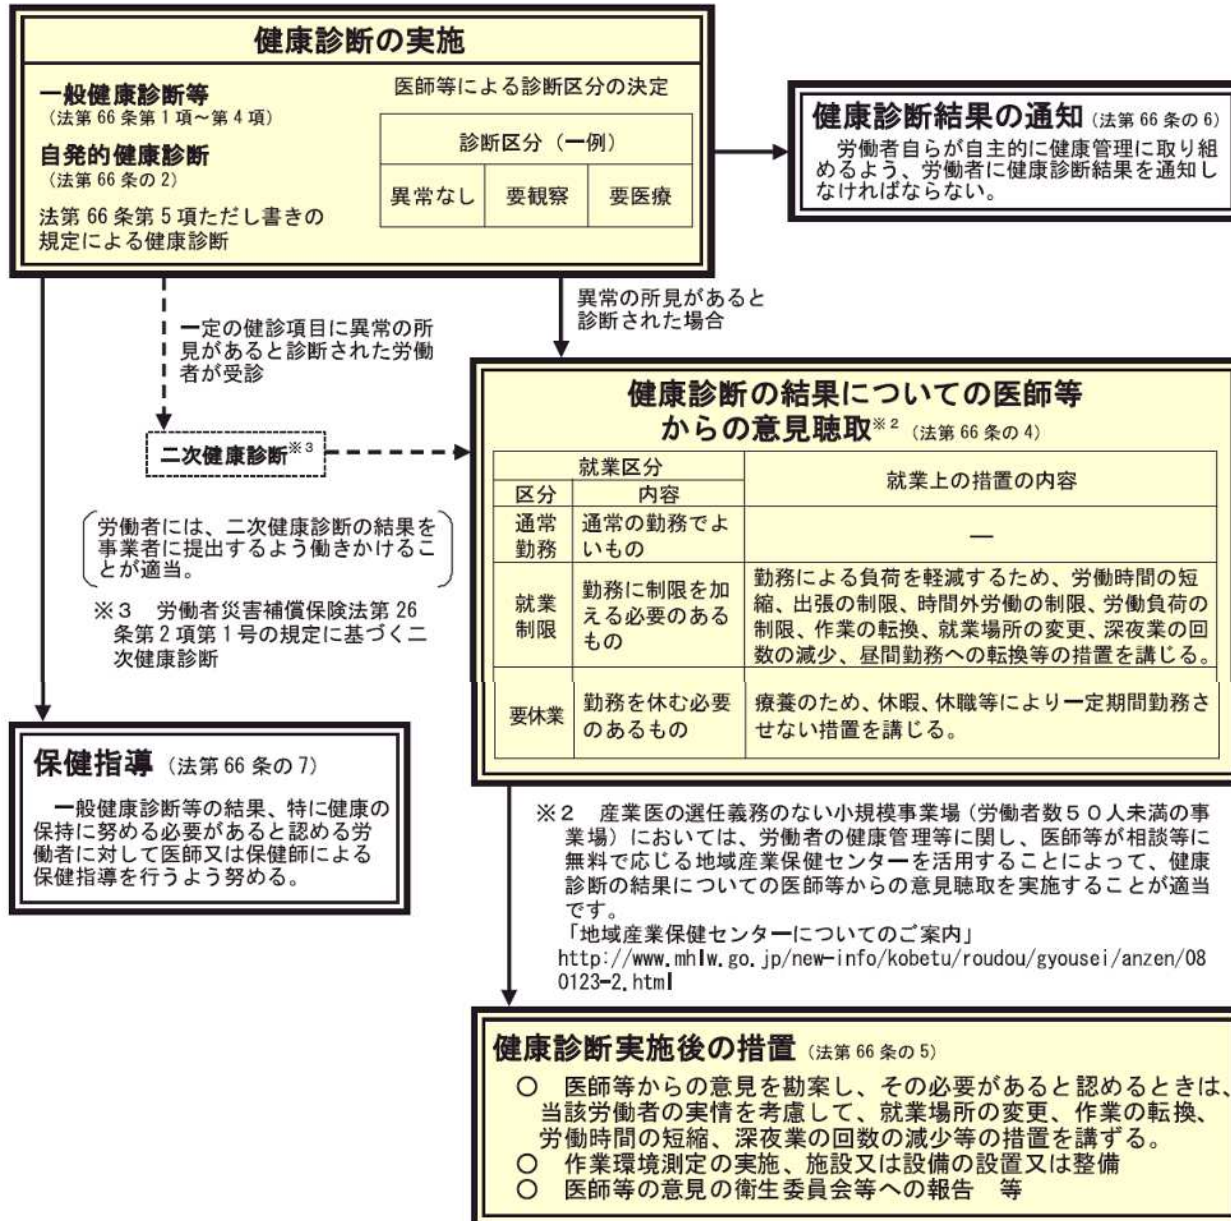 健康診断の実施
一般健康診断等
（法第66条第1項～第4項）
自発的健康診断
（法第66条の2）
法第66条第5項ただし書きの
規定による健康診断
医師等による診断区分の決定
診断区分（一例）
異常なし 要観察 要医療
健康診断結果の通知（法第66条の6）
労働者自らが自主的に健康管理に取り組
めるよう、労働者に健康診断結果を通知し
なければならない。
一定の健診項目に異常の所
見があると診断された労働
者が受診
異常の所見があると
診断された場合
二次健康診断※3
労働者には、二次健康診断の結果を
事業者に提出するよう働きかけるこ
とが適当。
※3 労働者災害補償保険法第26
条第2項第1号の規定に基づく二
次健康診断
健康診断の結果についての医師等
からの意見聴取※2（法第66条の4）
就業区分 就業上の措置の内容
区分 内容
通常
勤務
通常の勤務でよ
いもの
―
就業
制限
勤務に制限を加
える必要のある
もの
勤務による負荷を軽減するため、労働時間の短
縮、出張の制限、時間外労働の制限、労働負荷の
制限、作業の転換、就業場所の変更、深夜業の回
数の減少、昼間勤務への転換等の措置を講じる。
要休業
勤務を休む必要
のあるもの
療養のため、休暇、休職等により一定期間勤務さ
せない措置を講じる。
保健指導（法第66条の7）
一般健康診断等の結果、特に健康の
保持に努める必要があると認める労
働者に対して医師又は保健師による
保健指導を行うよう努める。
※2 産業医の選任義務のない小規模事業場（労働者数50人未満の事
業場）においては、労働者の健康管理等に関し、医師等が相談等に
無料で応じる地域産業保健センターを活用することによって、健康
診断の結果についての医師等からの意見聴取を実施することが適当
です。
「地域産業保健センターについてのご案内」
http://www.mhlw.go.jp/new-info/kobetu/roudou/gyousei/anzen/08
0123-2.html
健康診断実施後の措置（法第66条の5）
○ 医師等からの意見を勘案し、その必要があると認めるときは、
当該労働者の実情を考慮して、就業場所の変更、作業の転換、
労働時間の短縮、深夜業の回数の減少等の措置を講ずる。
○ 作業環境測定の実施、施設又は設備の設置又は整備
○ 医師等の意見の衛生委員会等への報告 等